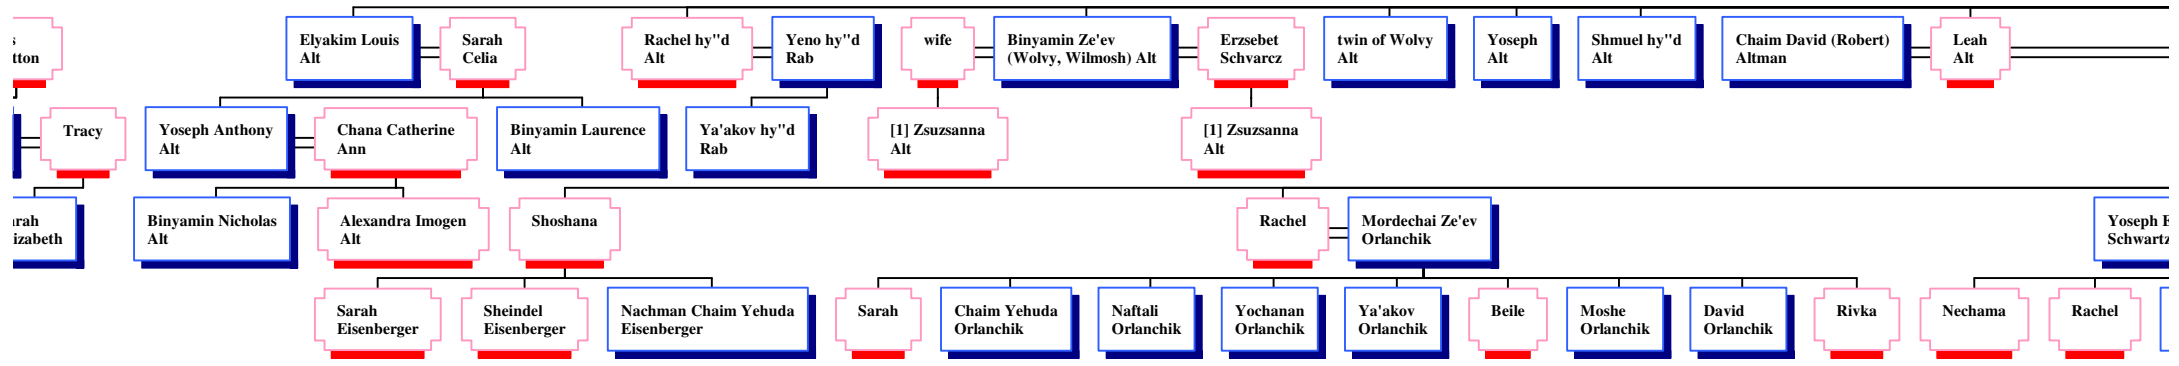 Elyakim Louis
Alt
Sarah
Celia
Rachel hy"d
Alt
Yeno hy"d
Rab
wife
Binyamin Ze'ev
(Wolvy, Wilmosh) Alt
Erzsebet
Schvarcz
twin of Wolvy
Alt
Yoseph
Alt
Shmuel hy"d
Alt
Chaim David (Robert)
Altman
Leah
Alt
Tracy
Yoseph Anthony
Alt
Chana Catherine
Ann
Binyamin Laurence
Alt
Ya'akov hy"d
Rab
[1] Zsuzsanna
Alt
[1] Zsuzsanna
Alt
Binyamin Nicholas
Alt
Alexandra Imogen
Alt
Shoshana
Rachel
Mordechai Ze'ev
Orlanchik
Yoseph
Schwartz
Sarah
Eisenberger
Sheindel
Eisenberger
Nachman Chaim Yehuda
Eisenberger
Sarah
Chaim Yehuda
Orlanchik
Naftali
Orlanchik
Yochanan
Orlanchik
Ya'akov
Orlanchik
Beile
Moshe
Orlanchik
David
Orlanchik
Rivka
Nechama
Rachel